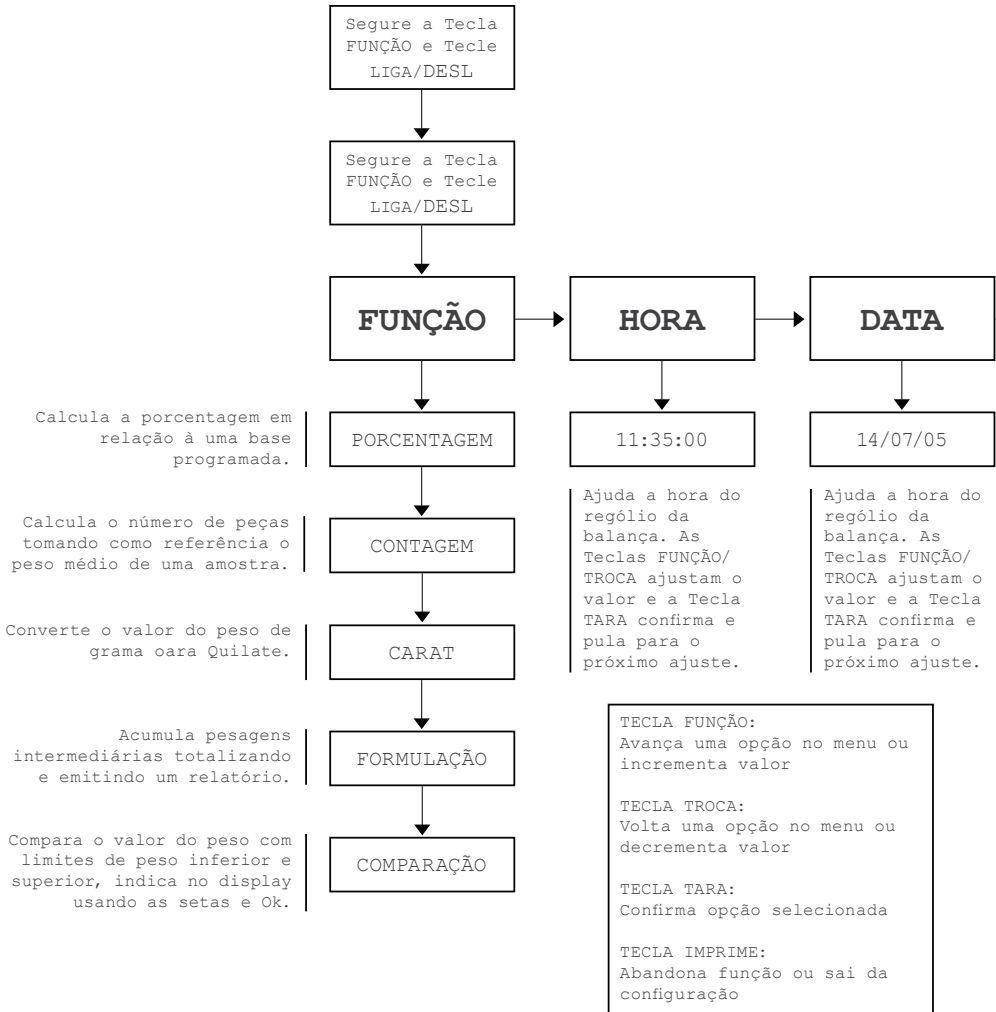 Segure a Tecla
FUNÇÃO e Tecle
LIGA/DESL
Segure a Tecla
FUNÇÃO e Tecle
LIGA/DESL
FUNÇÃO
HORA
DATA
Calcula a porcentagem em
relação à uma base
programada.
PORCENTAGEM
11:35:00
14/07/05
Calcula o número de peças
tomando como referência o
peso médio de uma amostra.
CONTAGEM
Ajuda a hora do
rególio da
balança. As
Teclas FUNÇÃO/
TROCA ajustam o
valor e a Tecla
TARA confirma e
pula para o
próximo ajuste.
Ajuda a hora do
rególio da
balança. As
Teclas FUNÇÃO/
TROCA ajustam o
valor e a Tecla
TARA confirma e
pula para o
próximo ajuste.
Converte o valor do peso de
grama oara Quilate.
CARAT
Acumula pesagens
intermediárias totalizando
e emitindo um relatório.
FORMULAÇÃO
Compara o valor do peso com
limites de peso inferior e
superior, indica no display
usando as setas e Ok.
COMPARAÇÃO
TECLA FUNÇÃO:
Avança uma opção no menu ou
incrementa valor
TECLA TROCA:
Volta uma opção no menu ou
decrementa valor
TECLA TARA:
Confirma opção selecionada
TECLA IMPRIME:
Abandona função ou sai da
configuração